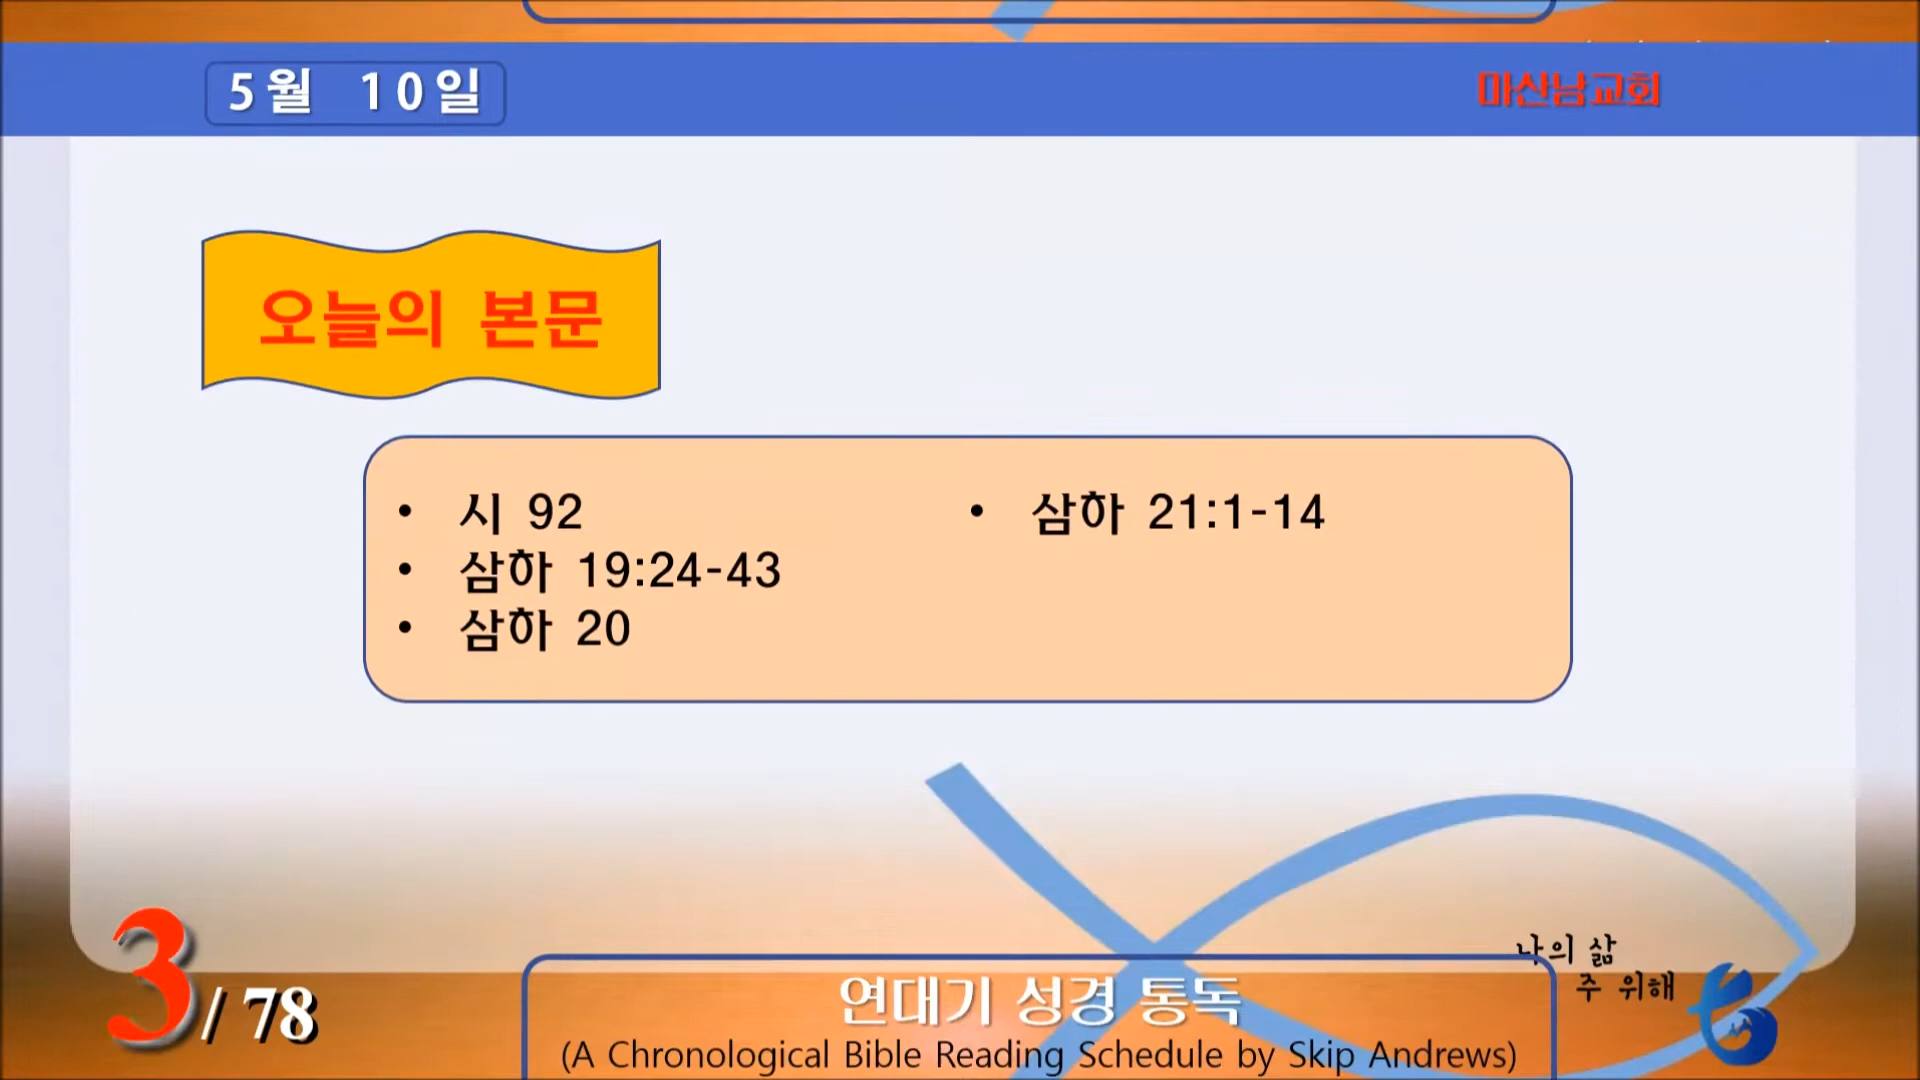 5월 10일
마산남교회
오늘의 본문
• 시 92
• 삼하 19:24-43
• 삼하 20
• 삼하 21:1-14
나의 삶
주 위해
3/ 78
연대기 성경 통독
(A Chronological Bible Reading Schedule by Skip Andrews)